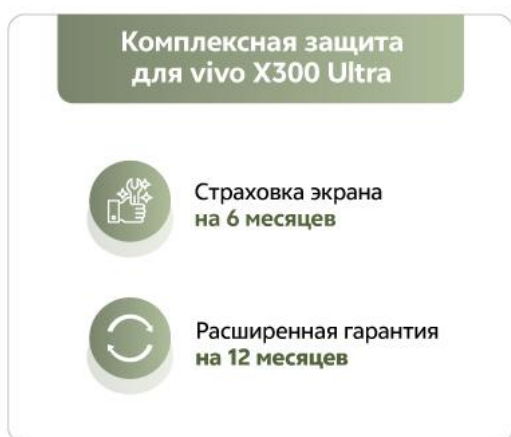 Комплексная защита
для vivo X300 Ultra
Страховка экрана
на 6 месяцев
Расширенная гарантия
на 12 месяцев